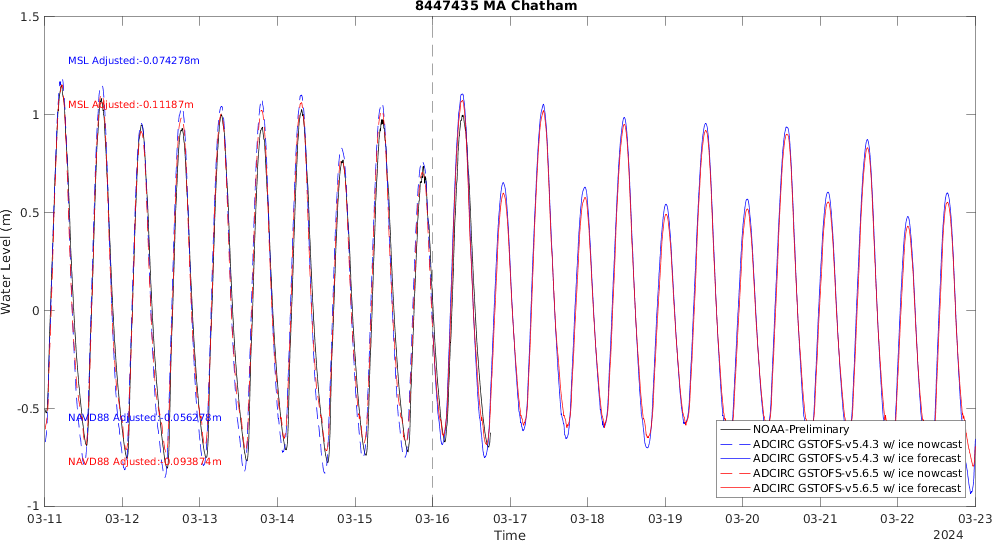 8447435 MA Chatham
1.5
MSL Adjusted:-0.074278m
MSL Adjusted:-0.11187m
1
0.5
Water Level (m)
0
-0.5
NAVD88 Adjusted:-0.056278m
NAVD88 Adjusted:-0.093874m
-1
NOAA-Preliminary
ADCIRC GSTOFS-v5.4.3 w/ ice nowcast
ADCIRC GSTOFS-v5.4.3 w/ ice forecast
ADCIRC GSTOFS-v5.6.5 w/ ice nowcast
ADCIRC GSTOFS-v5.6.5 w/ ice forecast
03-11 03-12 03-13 03-14 03-15 03-16 03-17 03-18 03-19 03-20 03-21 03-22 03-23
Time
2024